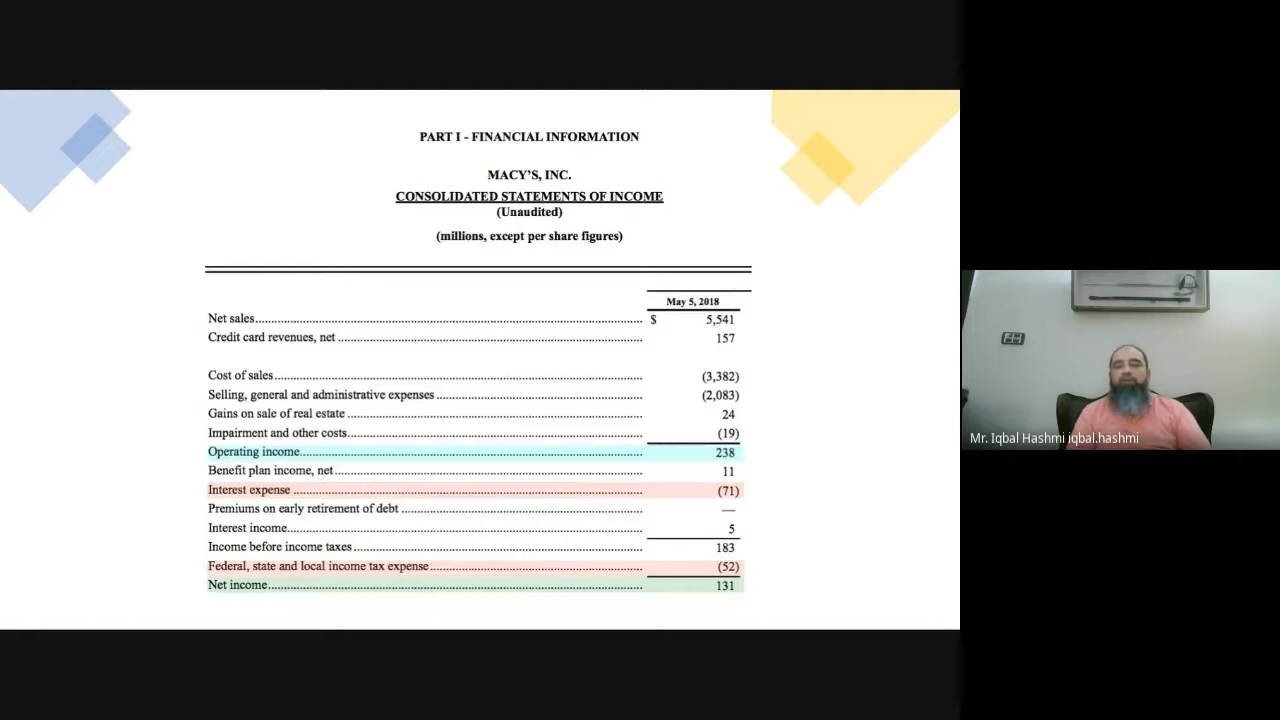 PART I - FINANCIAL INFORMATION
MACY'S, INC.
CONSOLIDATED STATEMENTS OF INCOME
(Unaudited)
(millions, except per share figures)
May 5, 2018
Net sales $ 5,541
Credit card revenues, net 157
Cost of sales (3,382)
Selling, general and administrative expenses (2,083)
Gains on sale of real estate 24
Impairment and other costs (19)
Operating income 238
Benefit plan income, net 11
Interest expense (71)
Premiums on early retirement of debt —
Interest income 5
Income before income taxes 183
Federal, state and local income tax expense (52)
Net income 131
Mr. Iqbal Hashmi iqbal.hashmi